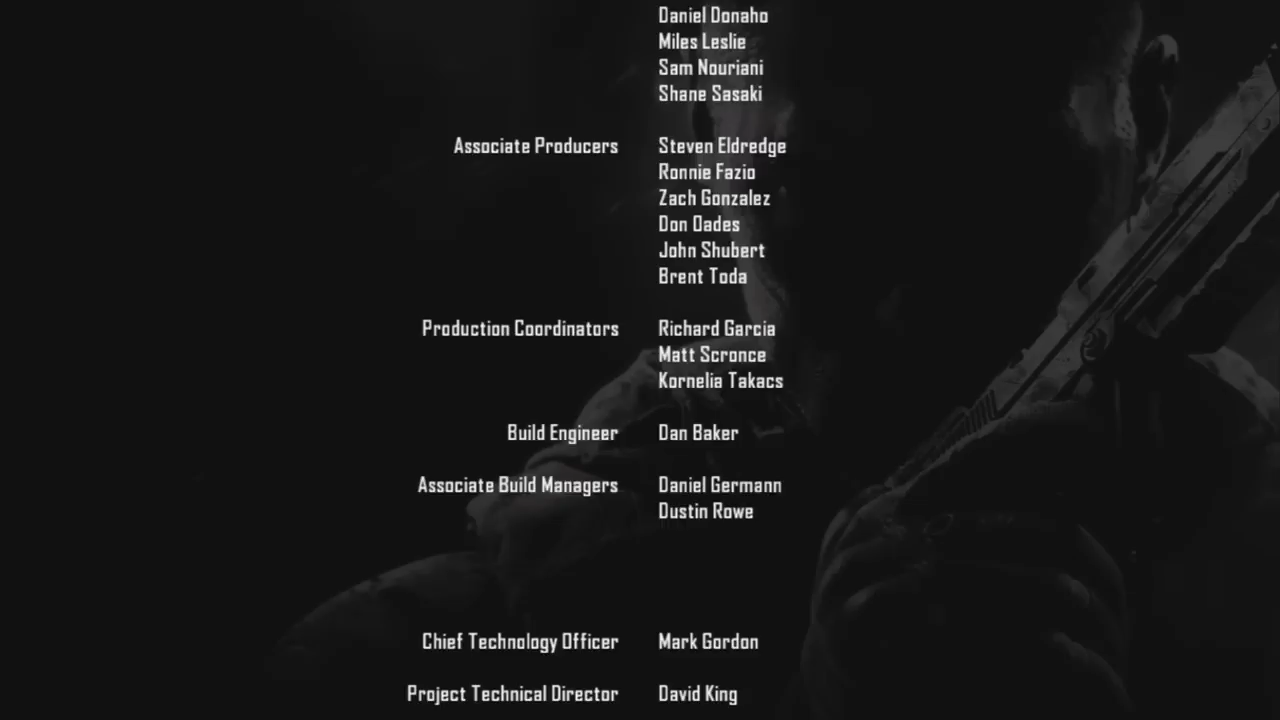 Daniel Donaho
Miles Leslie
Sam Nouriani
Shane Sasaki
Associate Producers Steven Eldredge
Ronnie Fazio
Zach Gonzalez
Don Oades
John Shubert
Brent Toda
Production Coordinators Richard Garcia
Matt Scronce
Kornelia Takacs
Build Engineer Dan Baker
Associate Build Managers Daniel Germann
Dustin Rowe
Chief Technology Officer Mark Gordon
Project Technical Director David King